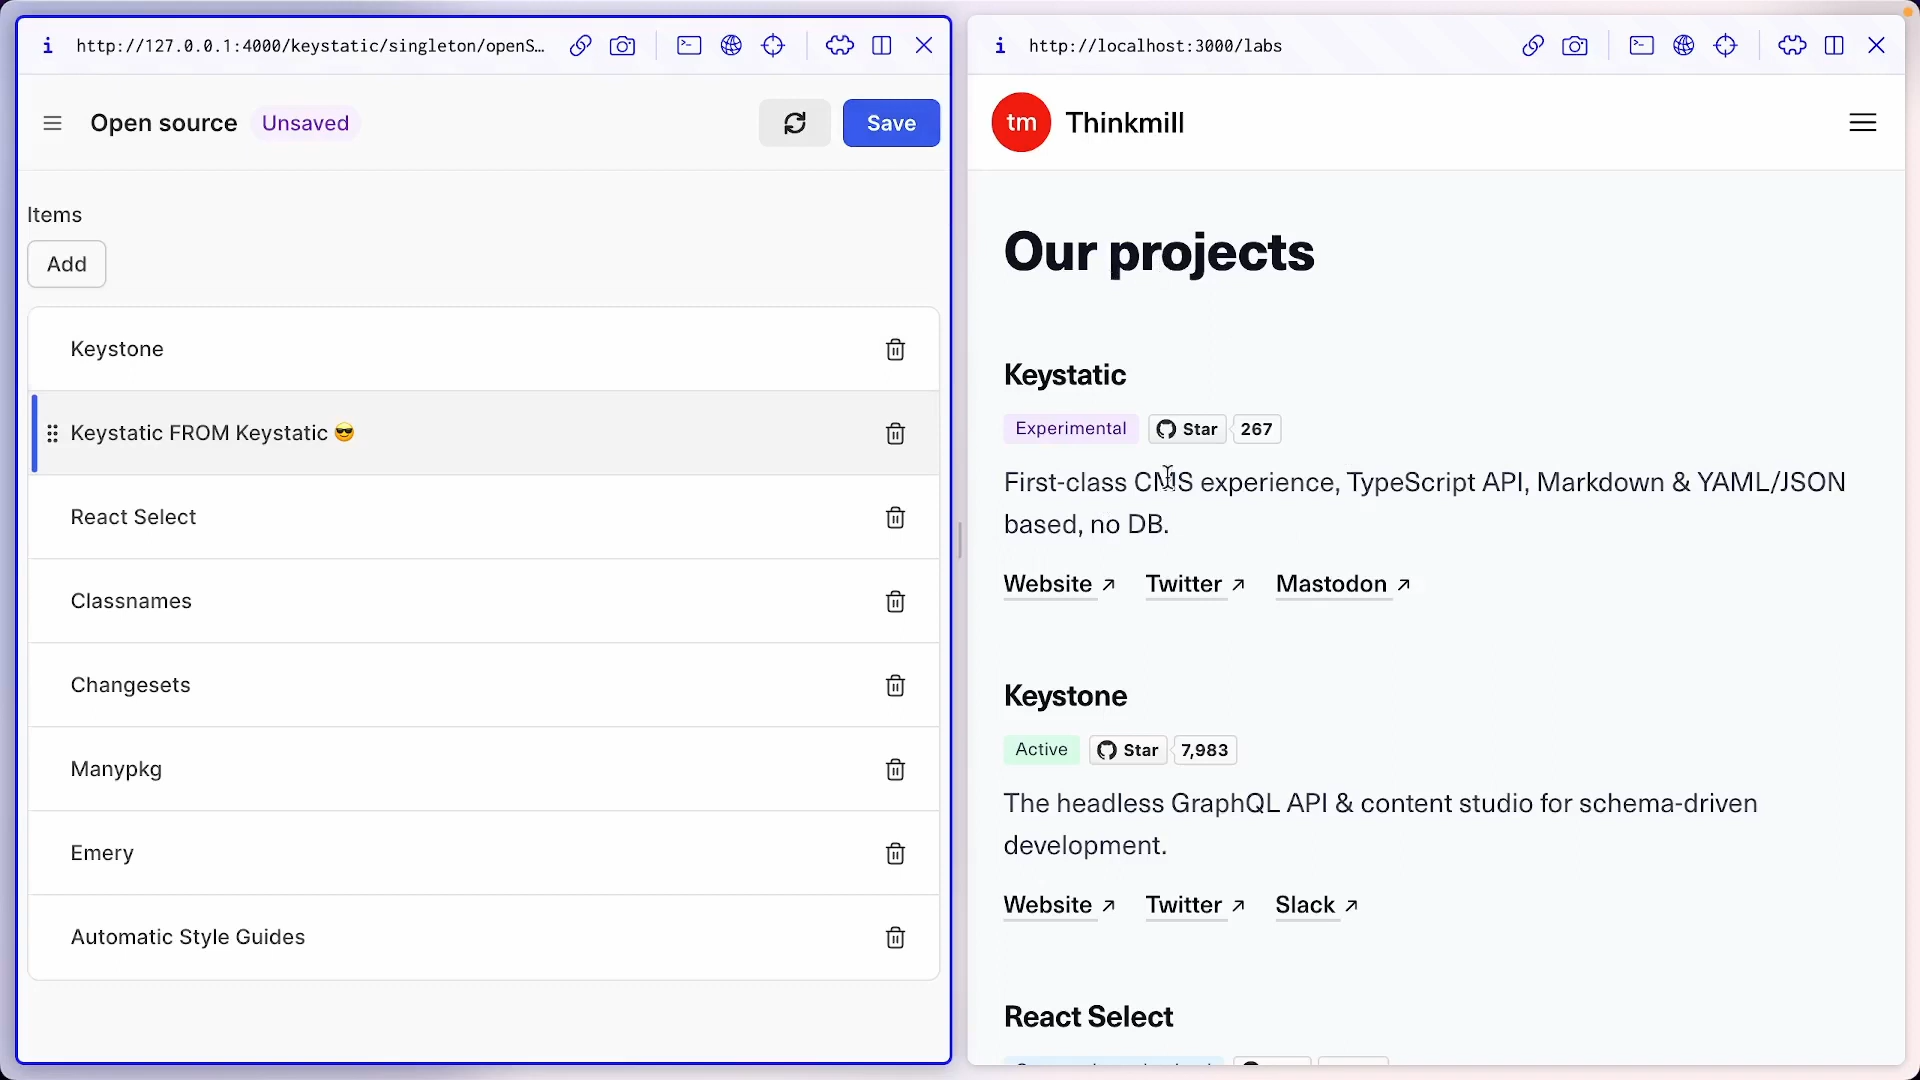 http://127.0.0.1:4000/keystatic/singleton/openS…
Open source
Unsaved
Save
Items
Add
Keystone
Keystatic FROM Keystatic 😎
React Select
Classnames
Changesets
Manypkg
Emery
Automatic Style Guides
http://localhost:3000/labs
tm
Thinkmill
Our projects
Keystatic
Experimental
Star
267
First-class CMS experience, TypeScript API, Markdown & YAML/JSON
based, no DB.
Website ↗ Twitter ↗ Mastodon ↗
Keystone
Active
Star
7,983
The headless GraphQL API & content studio for schema-driven
development.
Website ↗ Twitter ↗ Slack ↗
React Select